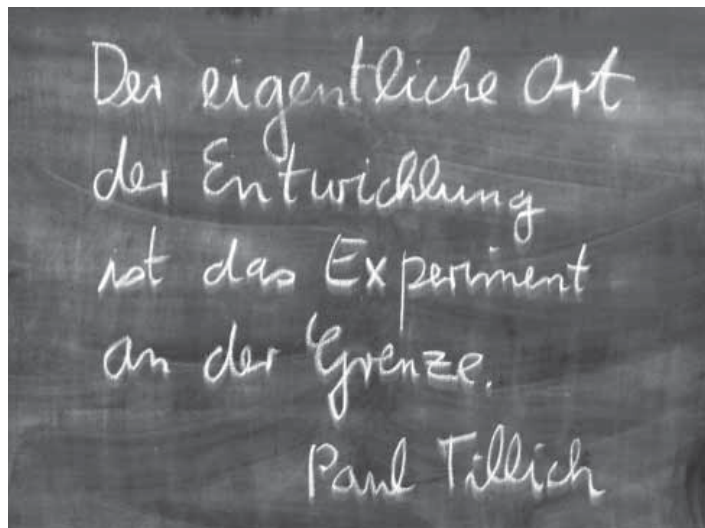 Der eigentliche Ort
der Entwicklung
ist das Experiment
an der Grenze.
Paul Tillich